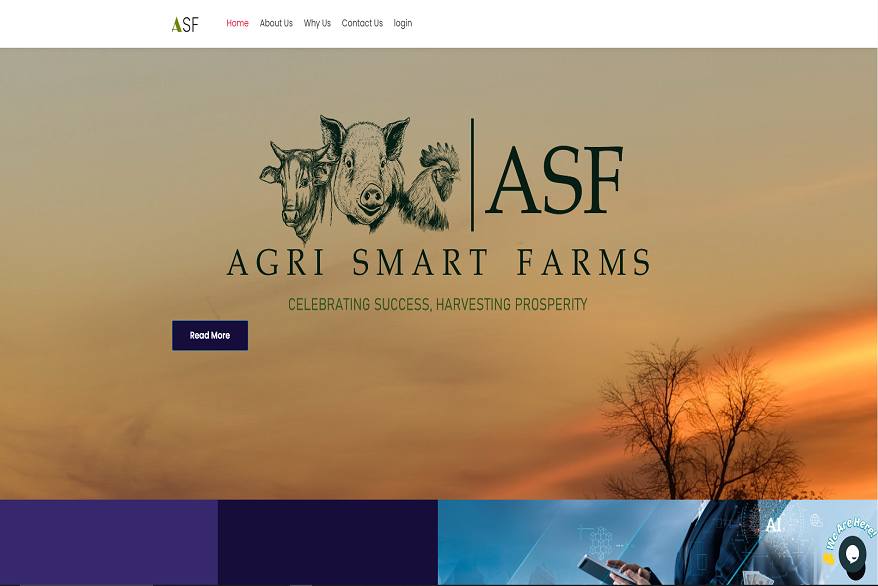 ASF
Home About Us Why Us Contact Us login
ASF
AGRI SMART FARMS
CELEBRATING SUCCESS, HARVESTING PROSPERITY
Read More
AI
We Are Here!